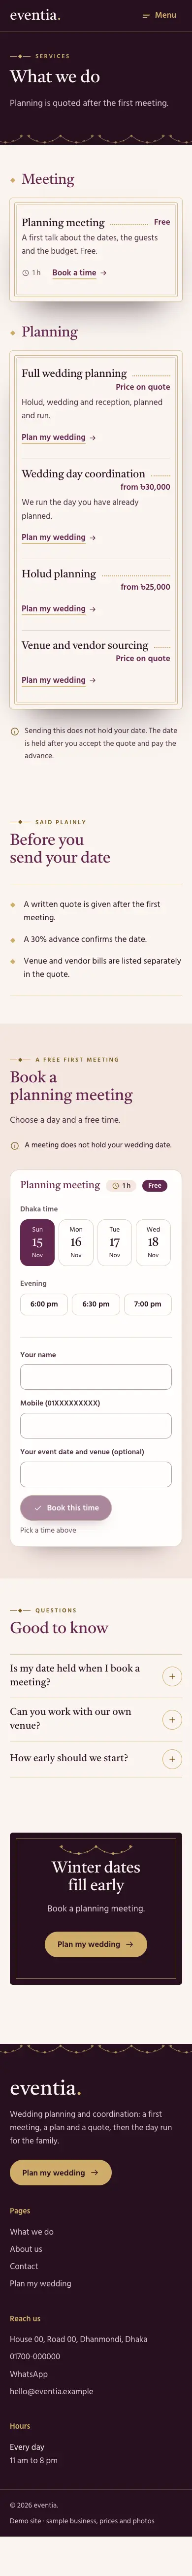 eventia.
Menu
SERVICES
What we do
Planning is quoted after the first meeting.
Meeting
Planning meeting
Free
A first talk about the dates, the guests
and the budget. Free.
1 h
Book a time
Planning
Full wedding planning
Price on quote
Holud, wedding and reception, planned
and run.
Plan my wedding
Wedding day coordination
from ৳30,000
We run the day you have already
planned.
Plan my wedding
Holud planning
from ৳25,000
Plan my wedding
Venue and vendor sourcing
Price on quote
Plan my wedding
Sending this does not hold your date. The date
is held after you accept the quote and pay the
advance.
SAID PLAINLY
Before you
send your date
A written quote is given after the first
meeting.
A 30% advance confirms the date.
Venue and vendor bills are listed separately
in the quote.
A FREE FIRST MEETING
Book a
planning meeting
Choose a day and a free time.
A meeting does not hold your wedding date.
Planning meeting
1 h
Free
Dhaka time
Sun Mon Tue Wed
15 16 17 18
Nov Nov Nov Nov
Evening
6:00 pm 6:30 pm 7:00 pm
Your name
Mobile (01XXXXXXXXX)
Your event date and venue (optional)
Book this time
Pick a time above
QUESTIONS
Good to know
Is my date held when I book a
meeting?
Can you work with our own
venue?
How early should we start?
Winter dates
fill early
Book a planning meeting.
Plan my wedding
eventia.
Wedding planning and coordination: a first
meeting, a plan and a quote, then the day run
for the family.
Plan my wedding
Pages
What we do
About us
Contact
Plan my wedding
Reach us
House 00, Road 00, Dhanmondi, Dhaka
01700-000000
WhatsApp
hello@eventia.example
Hours
Every day
11 am to 8 pm
© 2026 eventia.
Demo site · sample business, prices and photos